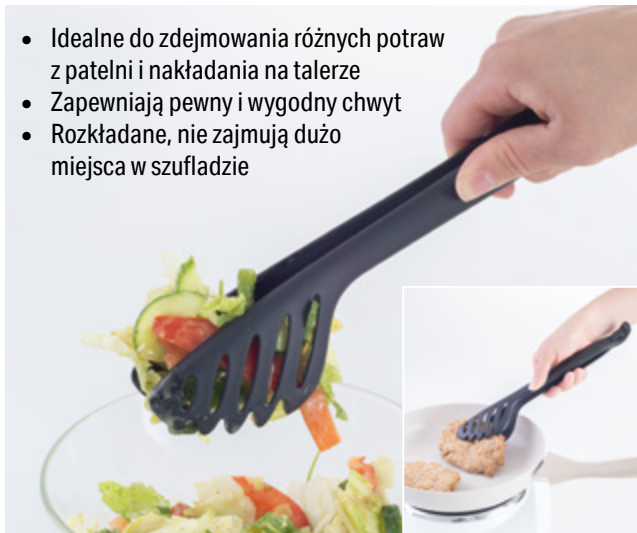 • Idealne do zdejmowania różnych potraw
z patelni i nakładania na talerze
• Zapewniają pewny i wygodny chwyt
• Rozkładane, nie zajmują dużo
miejsca w szufladzie